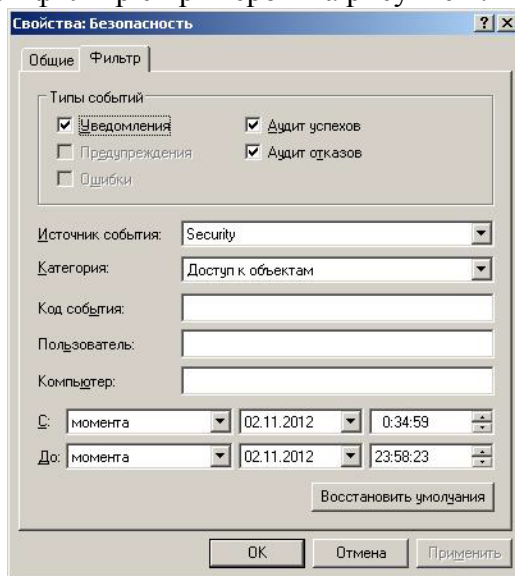 Свойства: Безопасность
Общие Фильтр
Типы событий
Уведомления Аудит успехов
Предупреждения Аудит отказов
Ошибки
Источник события: Security
Категория: Доступ к объектам
Код события:
Пользователь:
Компьютер:
С: момента 02.11.2012 0:34:59
До: момента 02.11.2012 23:58:23
Восстановить умолчания
OK Отмена Применить